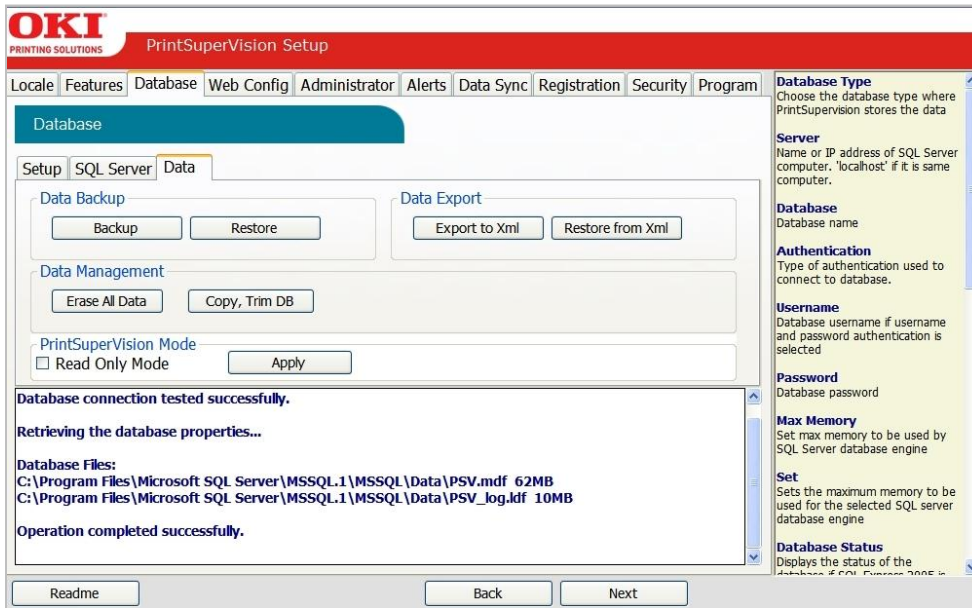 OKI
PRINTING SOLUTIONS
PrintSuperVision Setup
Locale Features Database Web Config Administrator Alerts Data Sync Registration Security Program
Database
Setup SQL Server Data
Data Backup
Backup Restore
Data Export
Export to Xml Restore from Xml
Data Management
Erase All Data Copy, Trim DB
PrintSuperVision Mode
Read Only Mode Apply
Database connection tested successfully.
Retrieving the database properties...
Database Files:
C:\Program Files\Microsoft SQL Server\MSSQL.1\MSSQL\Data\PSV.mdf 62MB
C:\Program Files\Microsoft SQL Server\MSSQL.1\MSSQL\Data\PSV_log.ldf 10MB
Operation completed successfully.
Readme Back Next
Database Type
Choose the database type where
PrintSupervision stores the data
Server
Name or IP address of SQL Server
computer. 'localhost' if it is same
computer.
Database
Database name
Authentication
Type of authentication used to
connect to database.
Username
Database username if username
and password authentication is
selected
Password
Database password
Max Memory
Set max memory to be used by
SQL Server database engine
Set
Sets the maximum memory to be
used for the selected SQL server
database engine
Database Status
Displays the status of the
database if SQL Express 2005 is